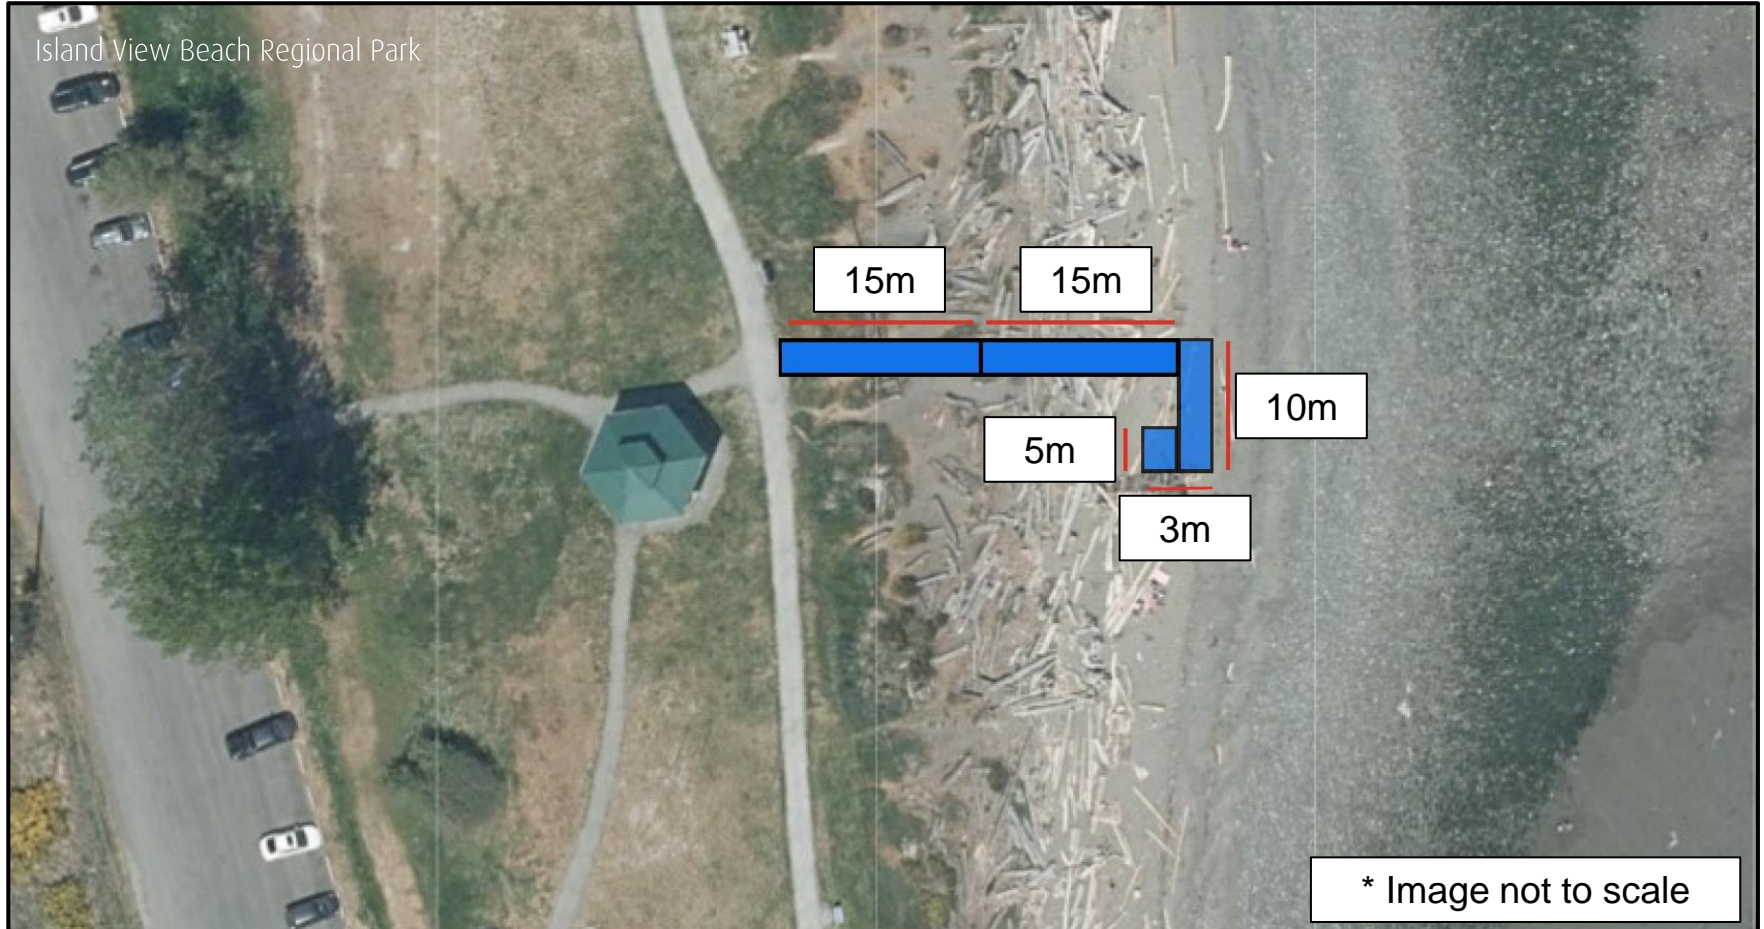 Island View Beach Regional Park
15m
15m
10m
5m
3m
* Image not to scale